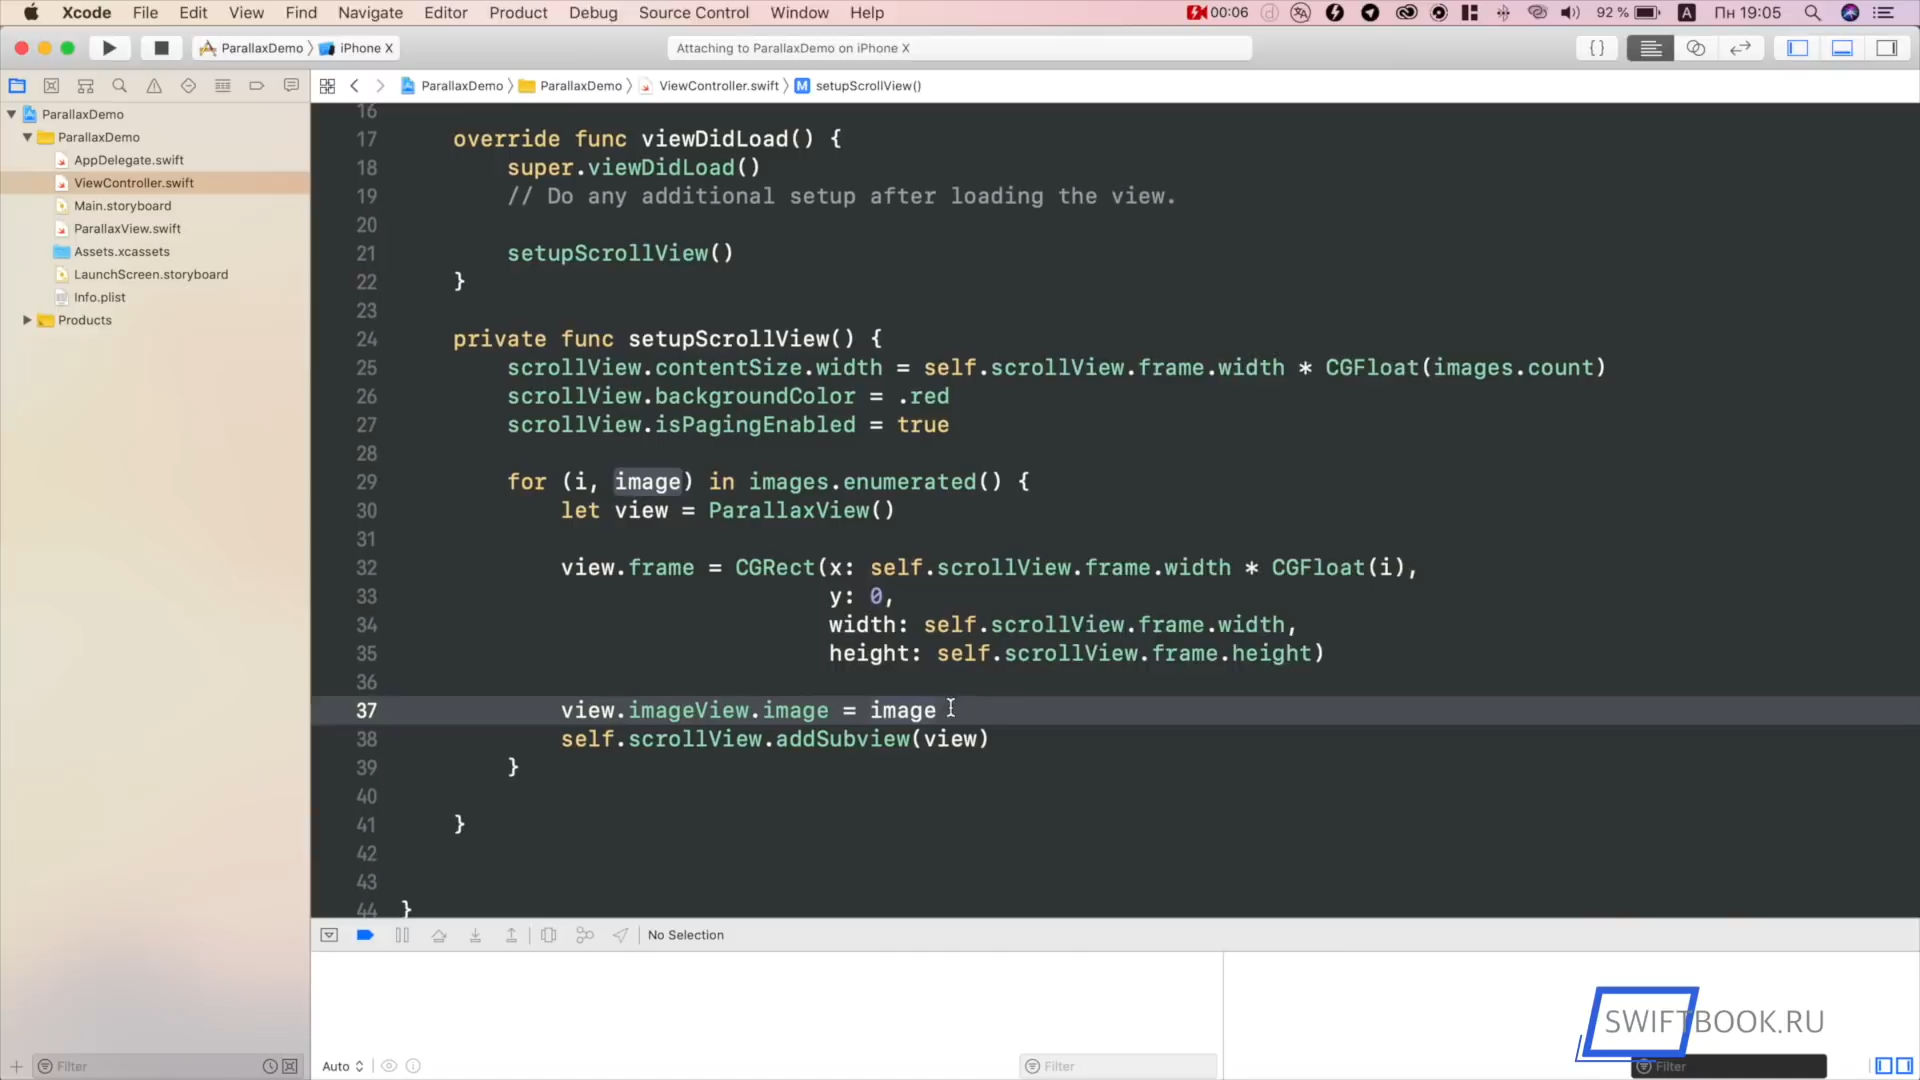 Xcode File Edit View Find Navigate Editor Product Debug Source Control Window Help 00:06 92 % A Пн 19:05
ParallaxDemo iPhone X Attaching to ParallaxDemo on iPhone X { }
ParallaxDemo ParallaxDemo ViewController.swift M setupScrollView()
ParallaxDemo
ParallaxDemo
AppDelegate.swift
ViewController.swift
Main.storyboard
ParallaxView.swift
Assets.xcassets
LaunchScreen.storyboard
Info.plist
Products
16
17 override func viewDidLoad() {
18 super.viewDidLoad()
19 // Do any additional setup after loading the view.
20
21 setupScrollView()
22 }
23
24 private func setupScrollView() {
25 scrollView.contentSize.width = self.scrollView.frame.width * CGFloat(images.count)
26 scrollView.backgroundColor = .red
27 scrollView.isPagingEnabled = true
28
29 for (i, image) in images.enumerated() {
30 let view = ParallaxView()
31
32 view.frame = CGRect(x: self.scrollView.frame.width * CGFloat(i),
33 y: 0,
34 width: self.scrollView.frame.width,
35 height: self.scrollView.frame.height)
36
37 view.imageView.image = image
38 self.scrollView.addSubview(view)
39 }
40
41 }
42
43
44 }
No Selection
SWIFTBOOK.RU
Filter Auto Filter Filter